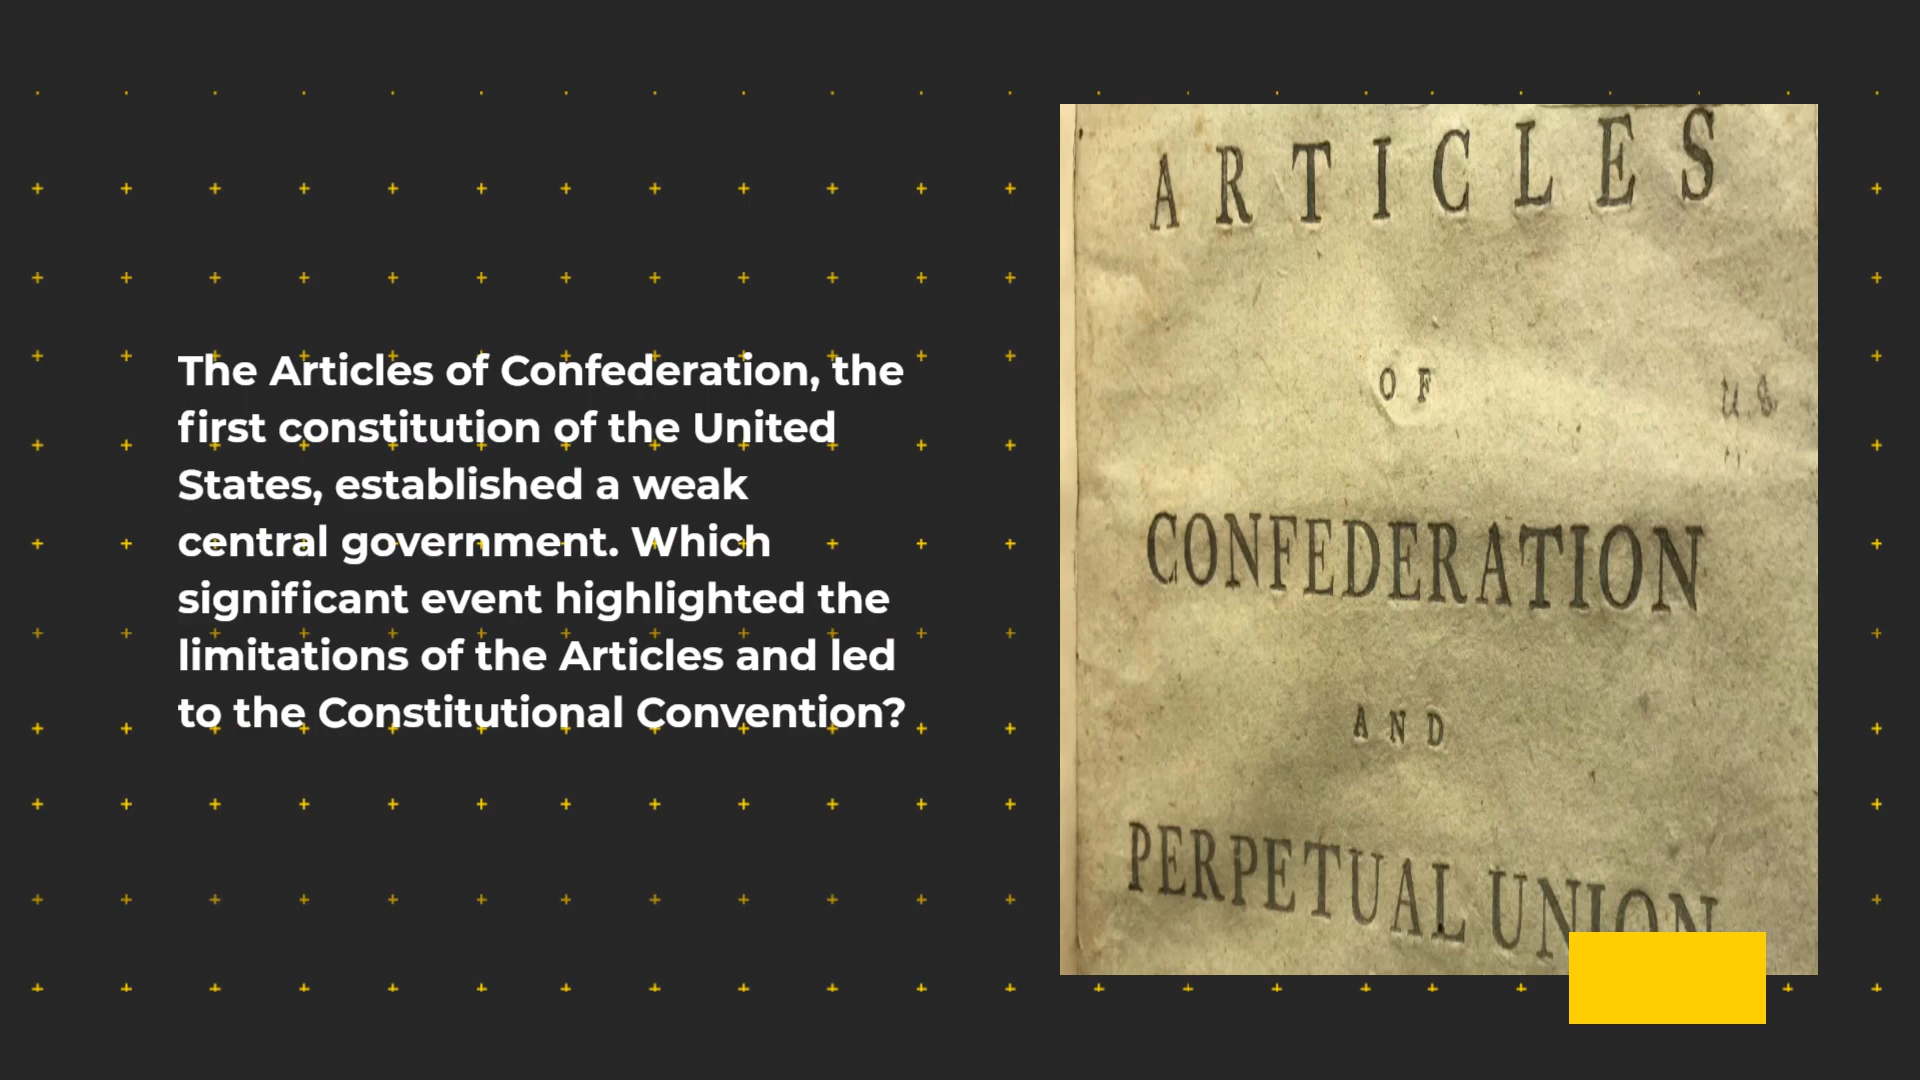 The Articles of Confederation, the
first constitution of the United
States, established a weak
central government. Which
significant event highlighted the
limitations of the Articles and led
to the Constitutional Convention?
ARTICLES
OF
CONFEDERATION
AND
PERPETUAL UNION